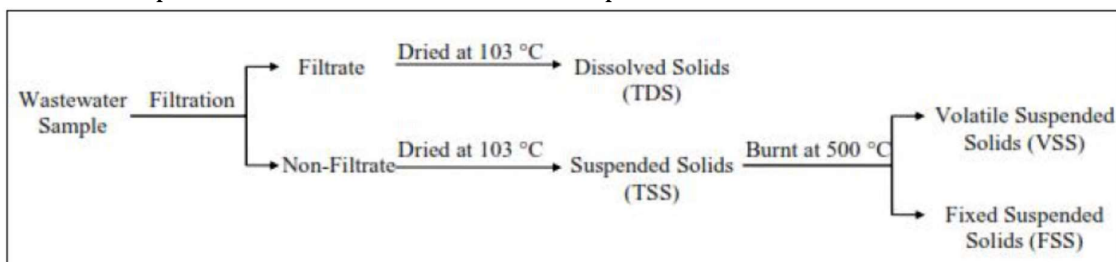 Filtrate
Dried at 103 °C
Dissolved Solids
(TDS)
Wastewater
Sample
Filtration
Non-Filtrate
Dried at 103 °C
Suspended Solids
(TSS)
Burnt at 500 °C
Volatile Suspended
Solids (VSS)
Fixed Suspended
Solids (FSS)